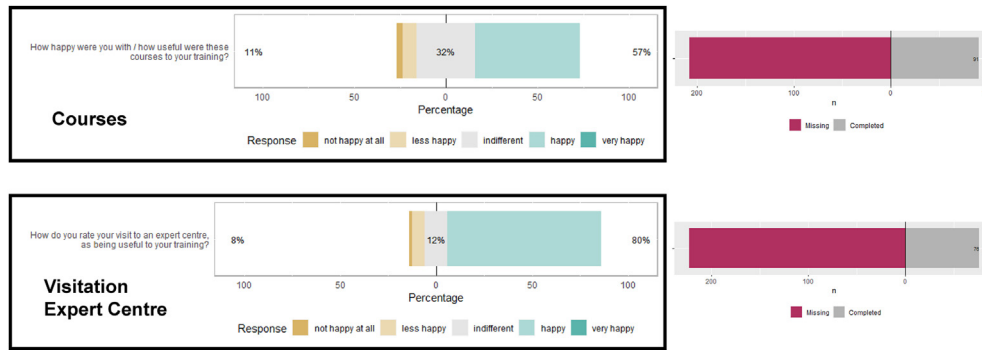 How happy were you with / how useful were these
courses to your training?
11%
32%
57%
100 50 0 50 100
Percentage
Courses
Response not happy at all less happy indifferent happy very happy
91
200 100 0
n
Missing Completed
How do you rate your visit to an expert centre,
as being useful to your training?
8%
12%
80%
100 50 0 50 100
Percentage
Visitation
Expert Centre
Response not happy at all less happy indifferent happy very happy
200 100 0
n
Missing Completed